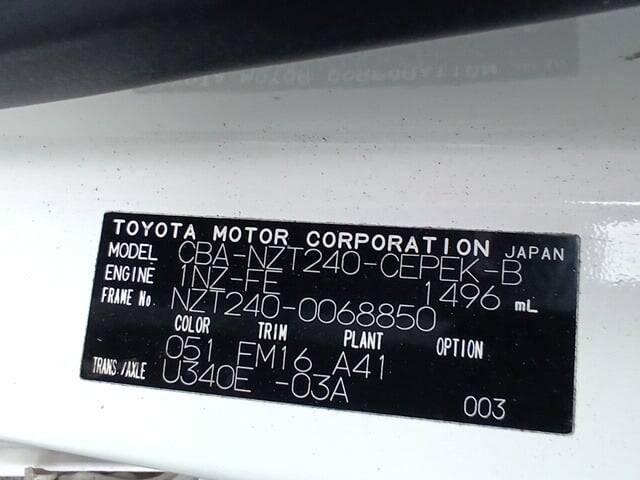 TOYOTA MOTOR CORPORATION JAPAN
MODEL CBA-NZT240-CEPEK-B
ENGINE 1NZ-FE 1496 mL
FRAME No. NZT240-0068850
COLOR TRIM PLANT OPTION
051 FM16 A41
TRANS./AXLE U340E -03A
003